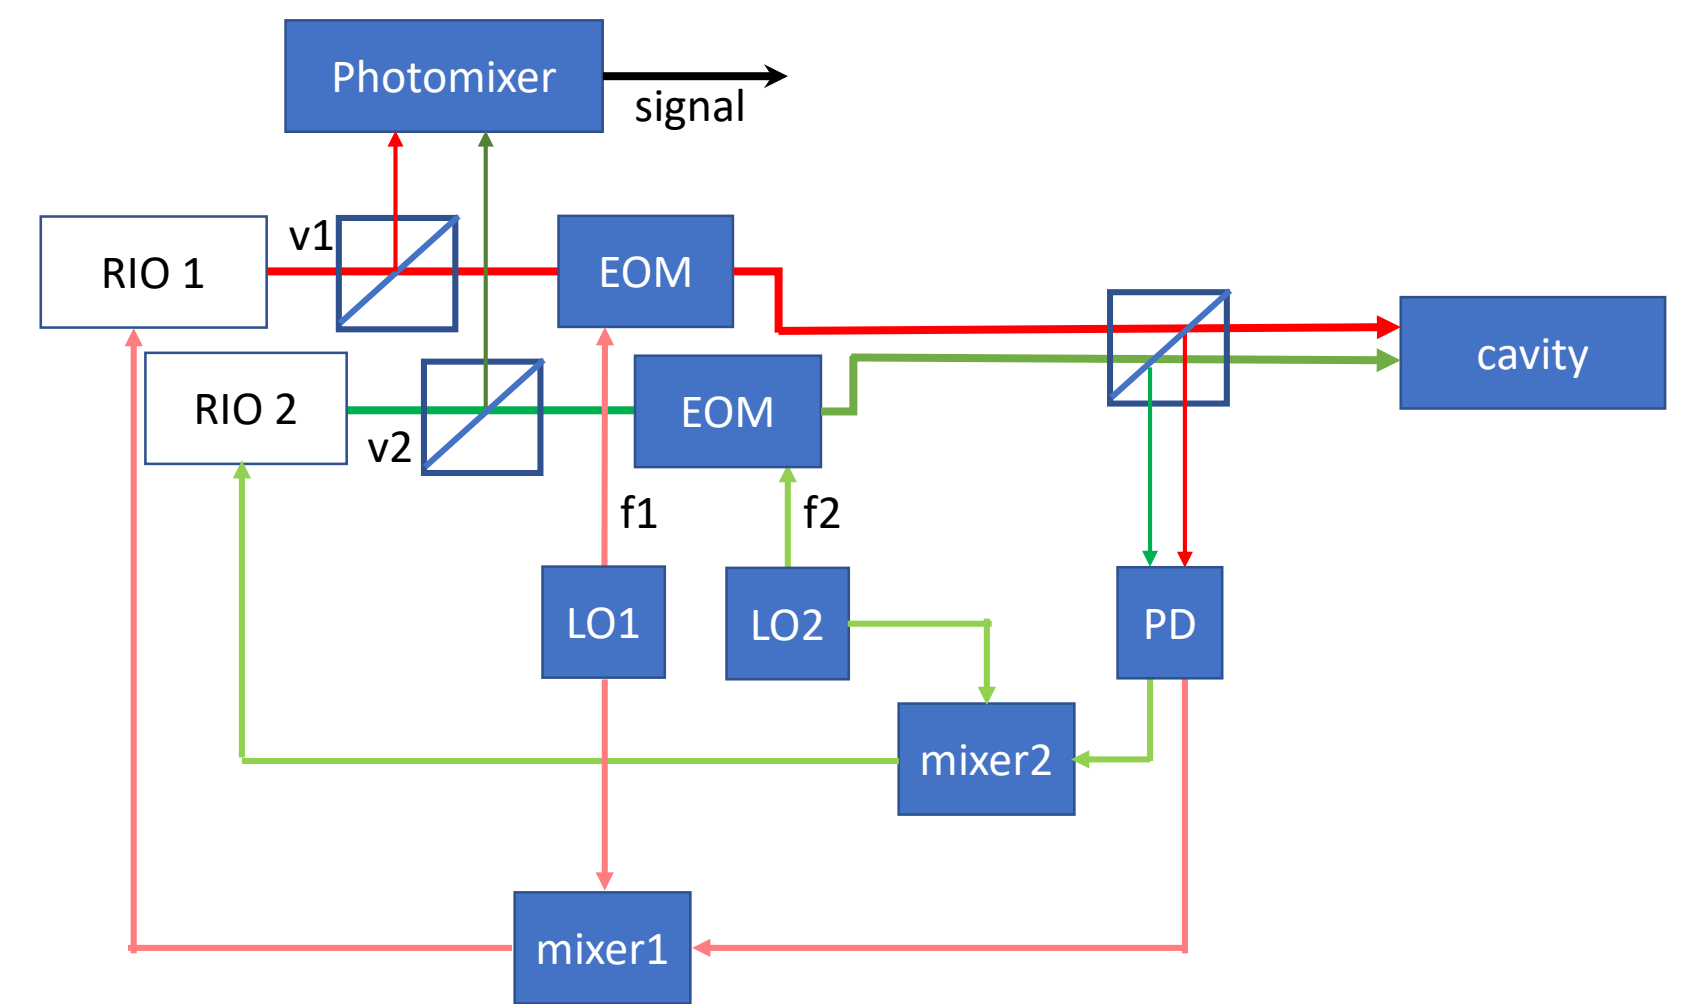 Photomixer
signal
v1
RIO 1
EOM
cavity
RIO 2
v2
EOM
f1
f2
LO1
LO2
PD
mixer2
mixer1